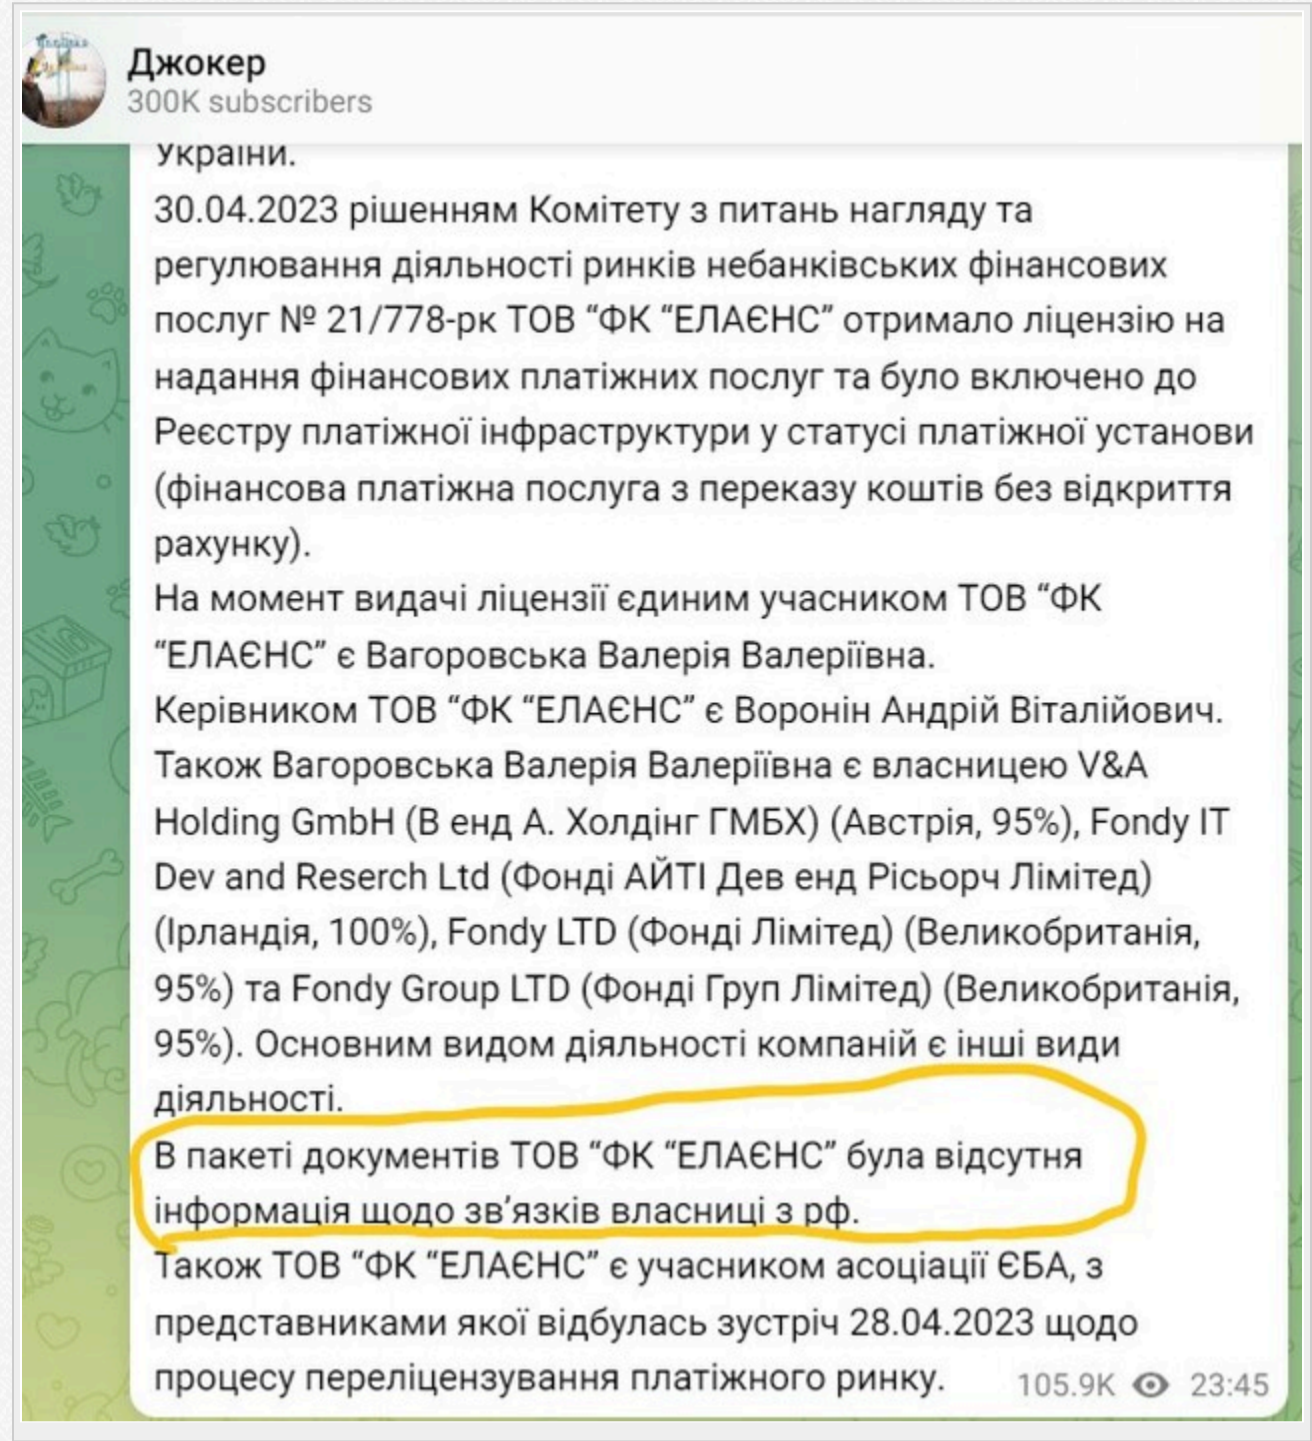 Джокер
300K subscribers
України.
30.04.2023 рішенням Комітету з питань нагляду та
регулювання діяльності ринків небанківських фінансових
послуг № 21/778-рк ТОВ “ФК “ЕЛАЄНС” отримало ліцензію на
надання фінансових платіжних послуг та було включено до
Реєстру платіжної інфраструктури у статусі платіжної установи
(фінансова платіжна послуга з переказу коштів без відкриття
рахунку).
На момент видачі ліцензії єдиним учасником ТОВ “ФК
“ЕЛАЄНС” є Вагоровська Валерія Валеріївна.
Керівником ТОВ “ФК “ЕЛАЄНС” є Воронін Андрій Віталійович.
Також Вагоровська Валерія Валеріївна є власницею V&A
Holding GmbH (В енд А. Холдінг ГМБХ) (Австрія, 95%), Fondy IT
Dev and Reserch Ltd (Фонді АЙТІ Дев енд Рісьорч Лімітед)
(Ірландія, 100%), Fondy LTD (Фонді Лімітед) (Великобританія,
95%) та Fondy Group LTD (Фонді Груп Лімітед) (Великобританія,
95%). Основним видом діяльності компаній є інші види
діяльності.
В пакеті документів ТОВ “ФК “ЕЛАЄНС” була відсутня
інформація щодо зв’язків власниці з рф.
Також ТОВ “ФК “ЕЛАЄНС” є учасником асоціації ЄБА, з
представниками якої відбулась зустріч 28.04.2023 щодо
процесу переліцензування платіжного ринку.
105.9K 23:45